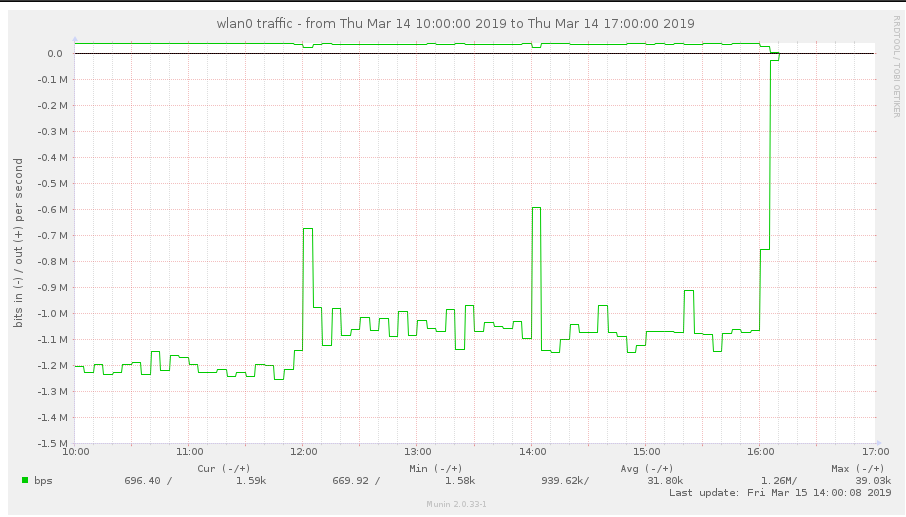 wlan0 traffic - from Thu Mar 14 10:00:00 2019 to Thu Mar 14 17:00:00 2019
RRDTOOL / TOBI OETIKER
bits in (-) / out (+) per second
0.0
-0.1 M
-0.2 M
-0.3 M
-0.4 M
-0.5 M
-0.6 M
-0.7 M
-0.8 M
-0.9 M
-1.0 M
-1.1 M
-1.2 M
-1.3 M
-1.4 M
-1.5 M
10:00 11:00 12:00 13:00 14:00 15:00 16:00 17:00
Cur (-/+) Min (-/+) Avg (-/+) Max (-/+)
bps 696.40 / 1.59k 669.92 / 1.58k 939.62k/ 31.80k 1.26M/ 39.03k
Last update: Fri Mar 15 14:00:08 2019
Munin 2.0.33-1